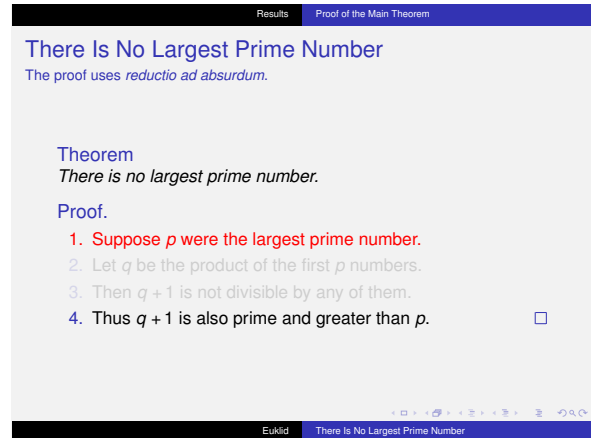 Results Proof of the Main Theorem
There Is No Largest Prime Number
The proof uses reductio ad absurdum.
Theorem
There is no largest prime number.
Proof.
1. Suppose p were the largest prime number.
2. Let q be the product of the first p numbers.
3. Then q + 1 is not divisible by any of them.
4. Thus q + 1 is also prime and greater than p. □
Euklid There Is No Largest Prime Number